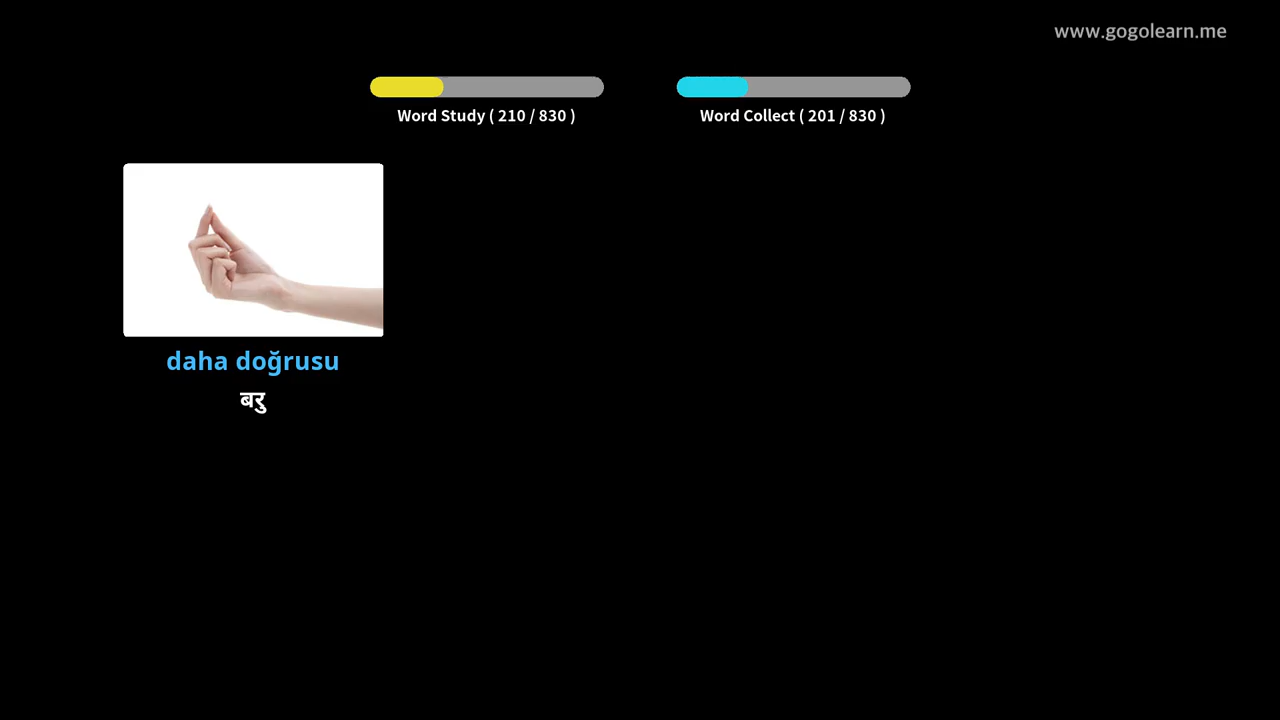 www.gogolearn.me
Word Study ( 210 / 830 )
Word Collect ( 201 / 830 )
daha doğrusu
बरु